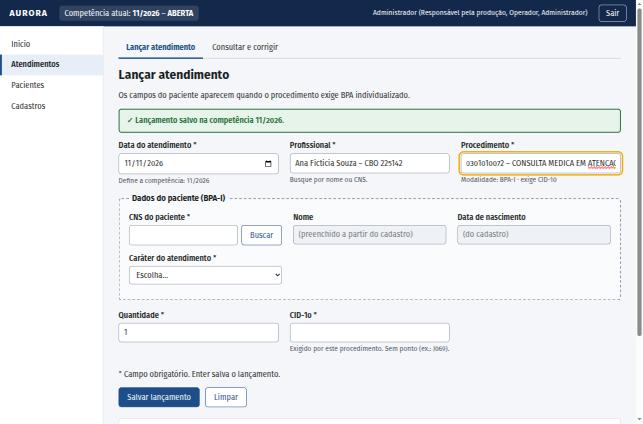 AURORA
Competência atual: 11/2026 – ABERTA
Administrador (Responsável pela produção, Operador, Administrador)
Sair
Início
Atendimentos
Pacientes
Cadastros
Lançar atendimento
Consultar e corrigir
Lançar atendimento
Os campos do paciente aparecem quando o procedimento exige BPA individualizado.
✓ Lançamento salvo na competência 11/2026.
Data do atendimento *
Profissional *
Procedimento *
11/11/2026
Ana Fictícia Souza – CBO 225142
0301010072 – CONSULTA MEDICA EM ATENCAO
Define a competência: 11/2026
Busque por nome ou CNS.
Modalidade: BPA-I · exige CID-10
Dados do paciente (BPA-I)
CNS do paciente *
Nome
Data de nascimento
Buscar
(preenchido a partir do cadastro)
(do cadastro)
Caráter do atendimento *
Escolha...
Quantidade *
CID-10 *
1
Exigido por este procedimento. Sem ponto (ex.: J069).
* Campo obrigatório. Enter salva o lançamento.
Salvar lançamento
Limpar